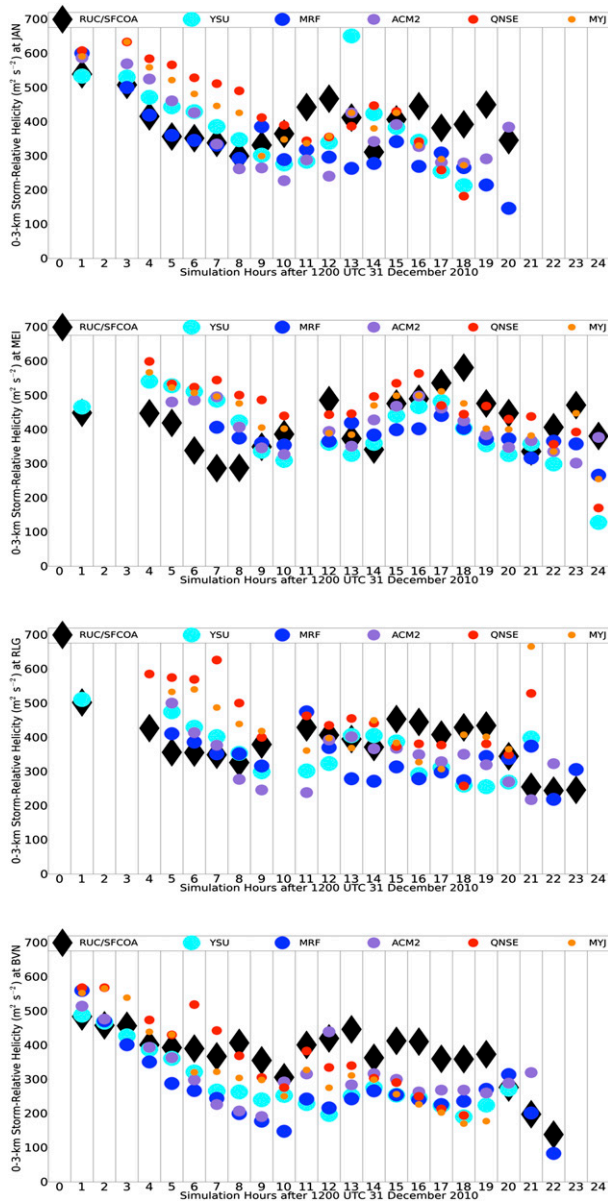 700 RUC/SFCOA YSU MRF ACM2 QNSE MYJ
600
500
400
300
200
100
0
0-3-km Storm-Relative Helicity (m² s⁻²) at JAN
0 1 2 3 4 5 6 7 8 9 10 11 12 13 14 15 16 17 18 19 20 21 22 23 24
Simulation Hours after 1200 UTC 31 December 2010
700 RUC/SFCOA YSU MRF ACM2 QNSE MYJ
600
500
400
300
200
100
0
0-3-km Storm-Relative Helicity (m² s⁻²) at MEI
0 1 2 3 4 5 6 7 8 9 10 11 12 13 14 15 16 17 18 19 20 21 22 23 24
Simulation Hours after 1200 UTC 31 December 2010
700 RUC/SFCOA YSU MRF ACM2 QNSE MYJ
600
500
400
300
200
100
0
0-3-km Storm-Relative Helicity (m² s⁻²) at RLG
0 1 2 3 4 5 6 7 8 9 10 11 12 13 14 15 16 17 18 19 20 21 22 23 24
Simulation Hours after 1200 UTC 31 December 2010
700 RUC/SFCOA YSU MRF ACM2 QNSE MYJ
600
500
400
300
200
100
0
0-3-km Storm-Relative Helicity (m² s⁻²) at BVN
0 1 2 3 4 5 6 7 8 9 10 11 12 13 14 15 16 17 18 19 20 21 22 23 24
Simulation Hours after 1200 UTC 31 December 2010